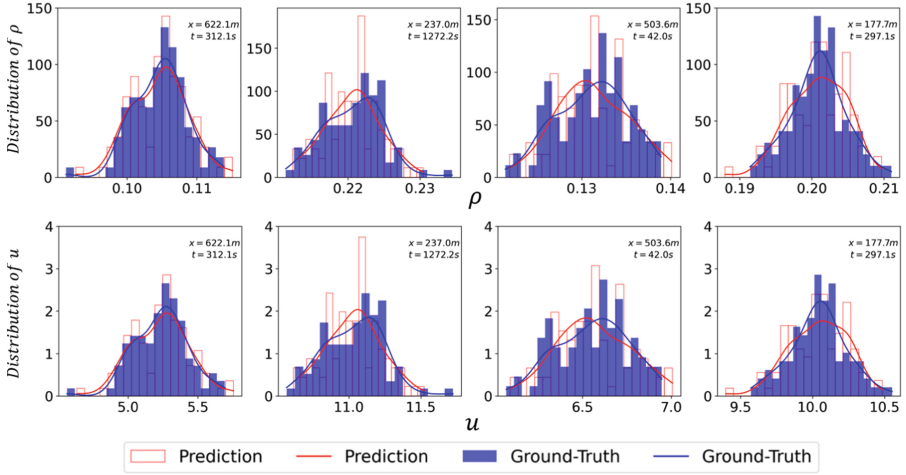 Distribution of ρ
150
100
50
0
0.10
0.11
x = 622.1m
t = 312.1s
150
100
50
0
0.22
0.23
x = 237.0m
t = 1272.2s
150
100
50
0
0.13
0.14
x = 503.6m
t = 42.0s
150
100
50
0
0.19
0.20
0.21
x = 177.7m
t = 297.1s
ρ
Distribution of u
4
3
2
1
0
5.0
5.5
x = 622.1m
t = 312.1s
4
3
2
1
0
11.0
11.5
x = 237.0m
t = 1272.2s
4
3
2
1
0
6.5
7.0
x = 503.6m
t = 42.0s
4
3
2
1
0
9.5
10.0
10.5
x = 177.7m
t = 297.1s
u
Prediction
Prediction
Ground-Truth
Ground-Truth